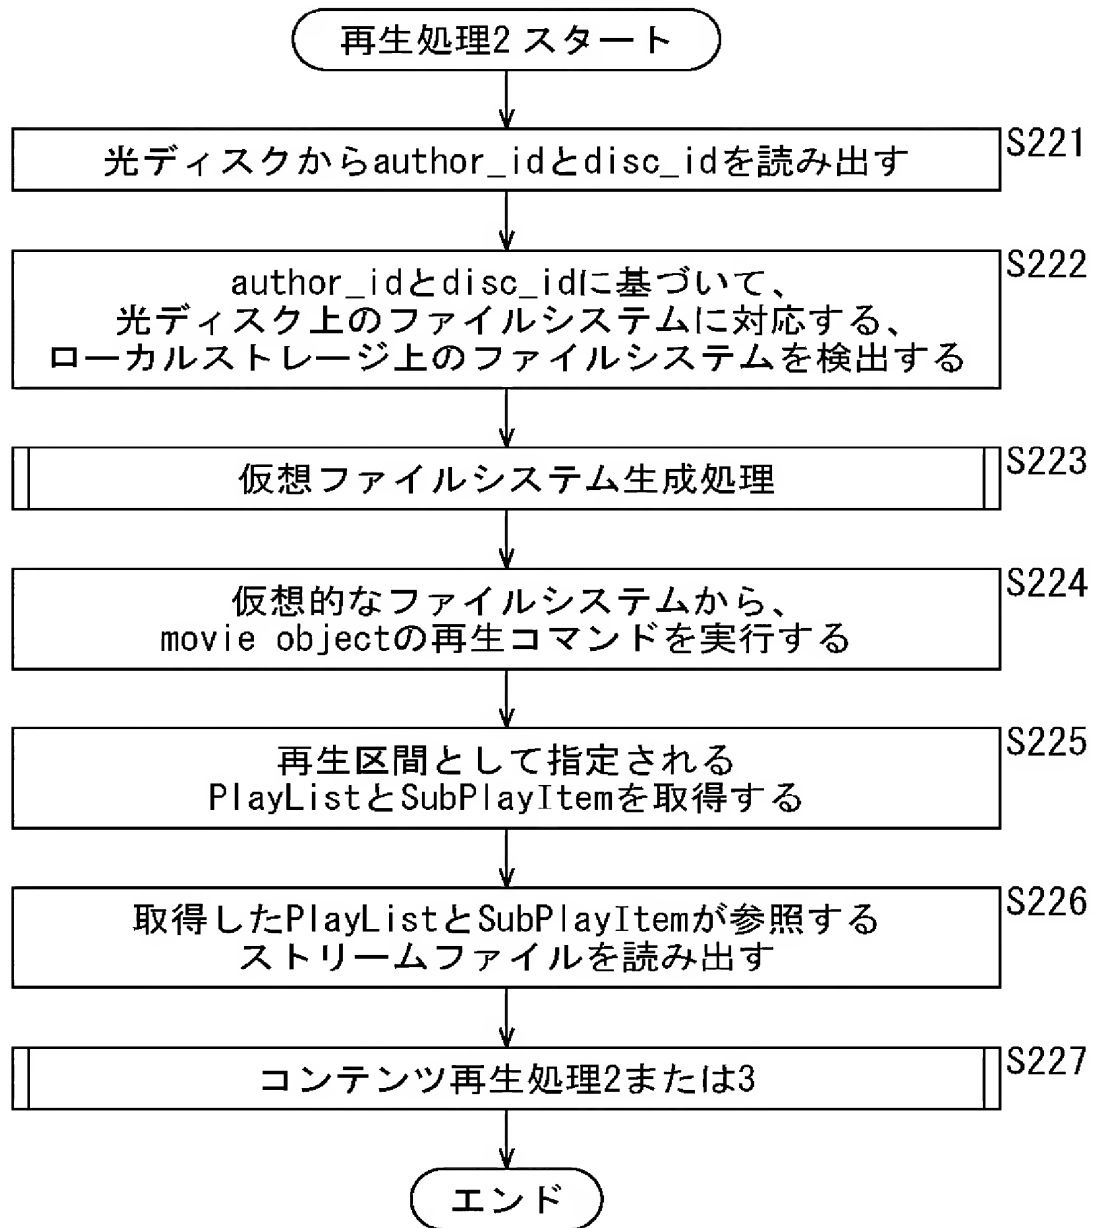 再生処理2 スタート
S221
光ディスクからauthor_idとdisc_idを読み出す
S222
author_idとdisc_idに基づいて、
光ディスク上のファイルシステムに対応する、
ローカルストレージ上のファイルシステムを検出する
S223
仮想ファイルシステム生成処理
S224
仮想的なファイルシステムから、
movie objectの再生コマンドを実行する
S225
再生区間として指定される
PlayListとSubPlayItemを取得する
S226
取得したPlayListとSubPlayItemが参照する
ストリームファイルを読み出す
S227
コンテンツ再生処理2または3
エンド